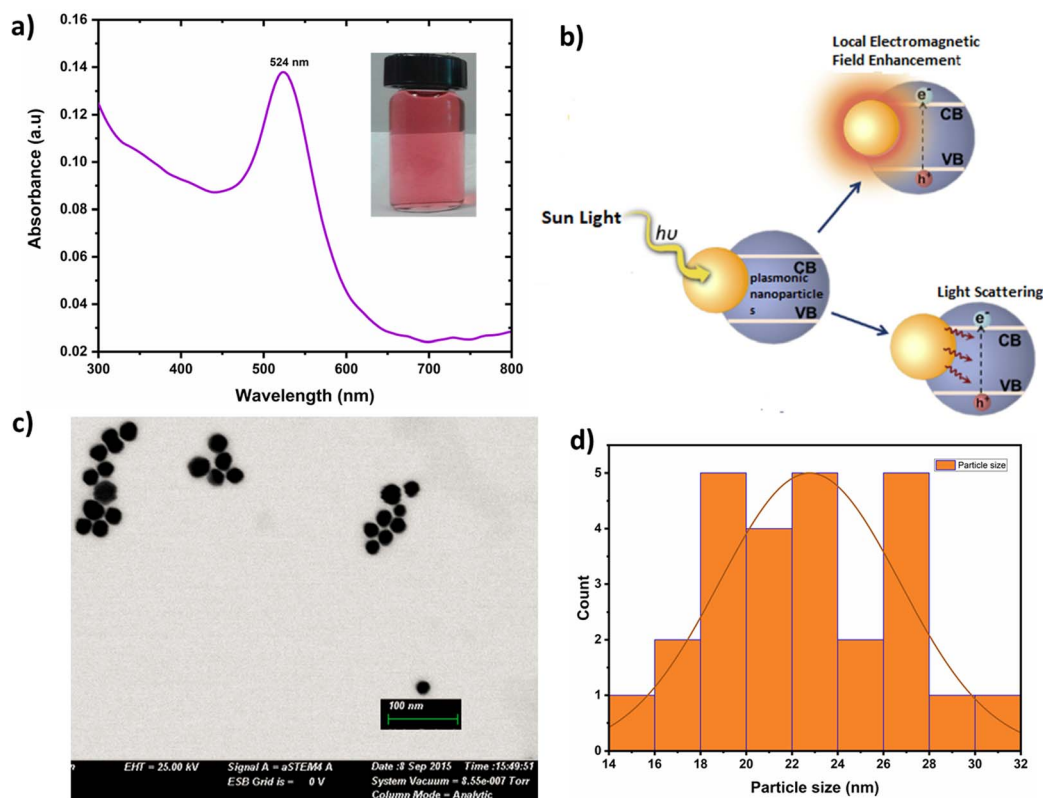 a)
0.16
0.14
0.12
0.10
0.08
0.06
0.04
0.02
Absorbance (a.u)
524 nm
300
400
500
600
700
800
Wavelength (nm)
b)
Local Electromagnetic
Field Enhancement
e-
CB
VB
h+
Sun Light
hυ
CB
plasmonic
nanoparticle
s
VB
Light Scattering
e-
CB
VB
h+
c)
100 nm
n EHT = 25.00 kV Signal A = aSTEM4 A Date :8 Sep 2015 Time :15:49:51
ESB Grid is = 0 V System Vacuum = 8.55e-007 Torr
Column Mode = Analytic
d)
5
4
3
2
1
0
Count
Particle size
14
16
18
20
22
24
26
28
30
32
Particle size (nm)